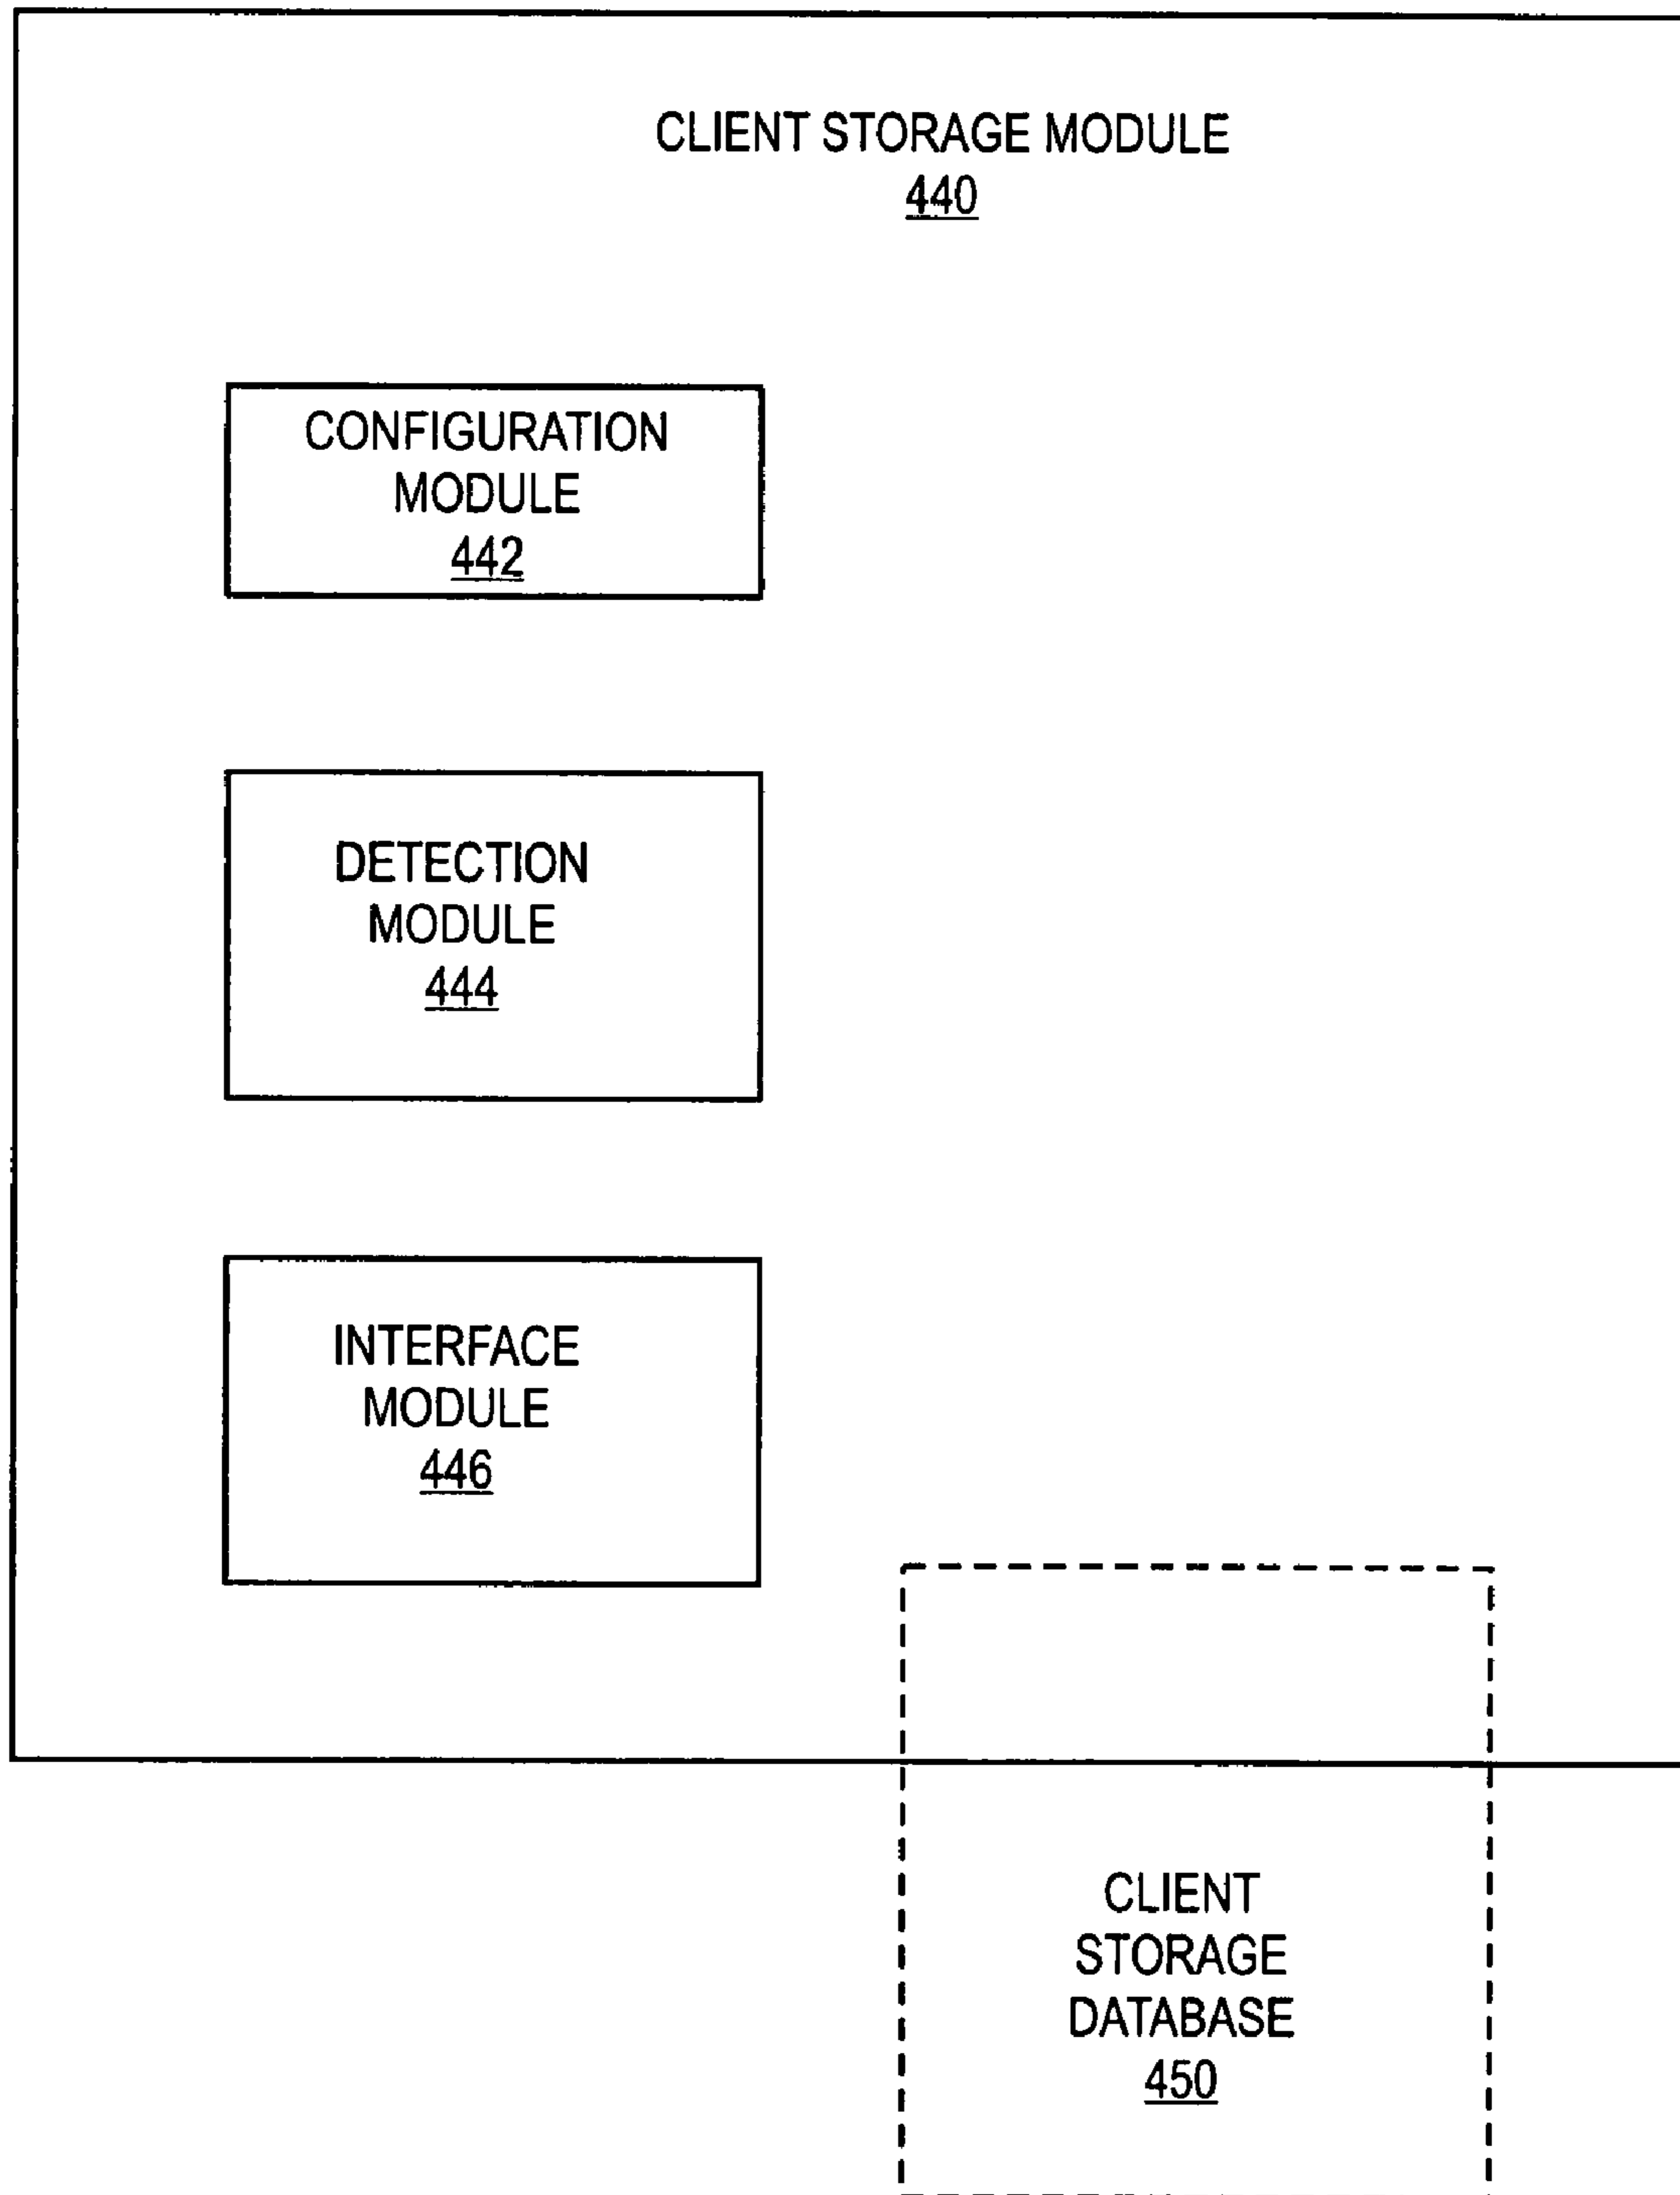 CLIENT STORAGE MODULE
440
CONFIGURATION
MODULE
442
DETECTION
MODULE
444
INTERFACE
MODULE
446
CLIENT
STORAGE
DATABASE
450